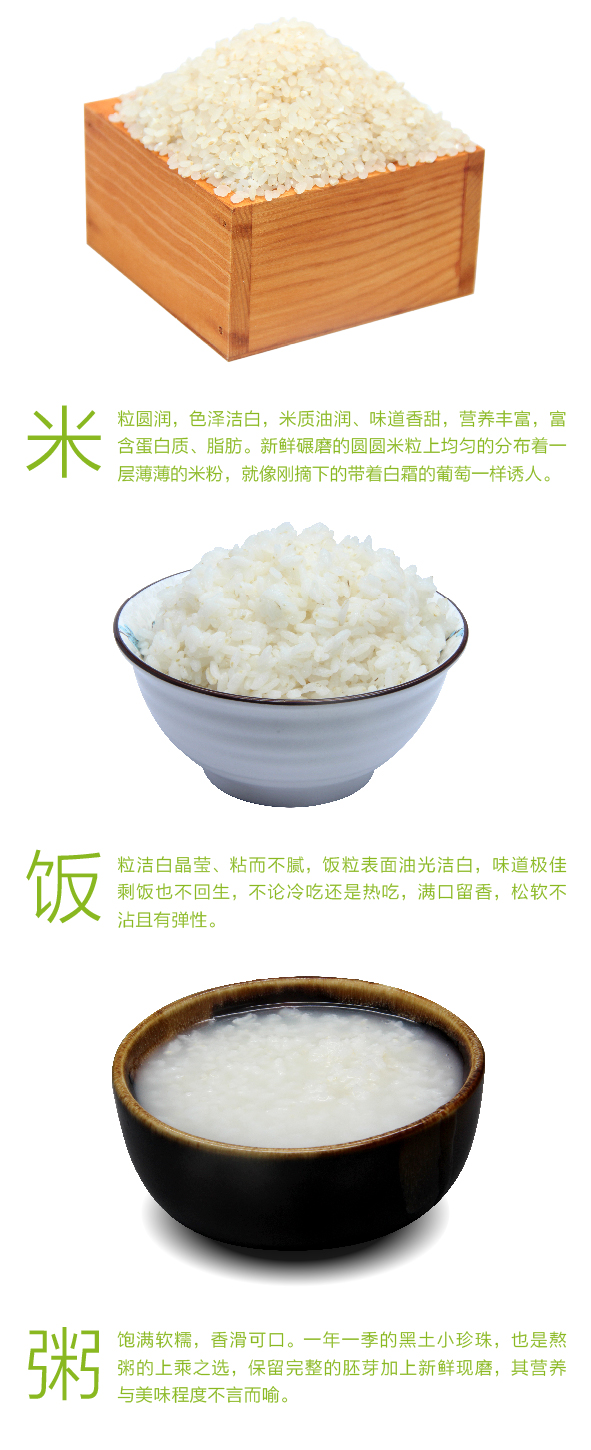 米
粒圆润，色泽洁白，米质油润、味道香甜，营养丰富，富
含蛋白质、脂肪。新鲜碾磨的圆圆米粒上均匀的分布着一
层薄薄的米粉，就像刚摘下的带着白霜的葡萄一样诱人。
饭
粒洁白晶莹、粘而不腻，饭粒表面油光洁白，味道极佳
剩饭也不回生，不论冷吃还是热吃，满口留香，松软不
沾且有弹性。
粥
饱满软糯，香滑可口。一年一季的黑土小珍珠，也是熬
粥的上乘之选，保留完整的胚芽加上新鲜现磨，其营养
与美味程度不言而喻。